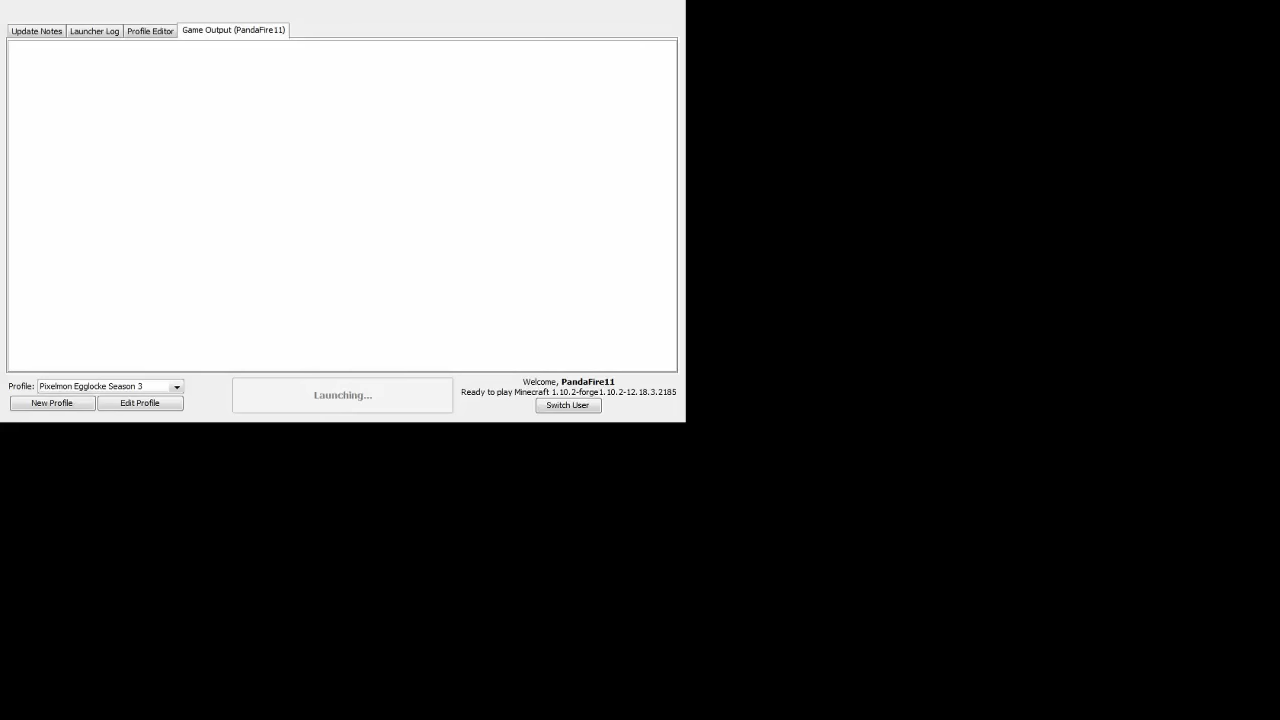 Update Notes Launcher Log Profile Editor Game Output (PandaFire11)
Profile: Pixelmon Egglocke Season 3
New Profile Edit Profile
Launching...
Welcome, PandaFire11
Ready to play Minecraft 1.10.2-forge1.10.2-12.18.3.2185
Switch User